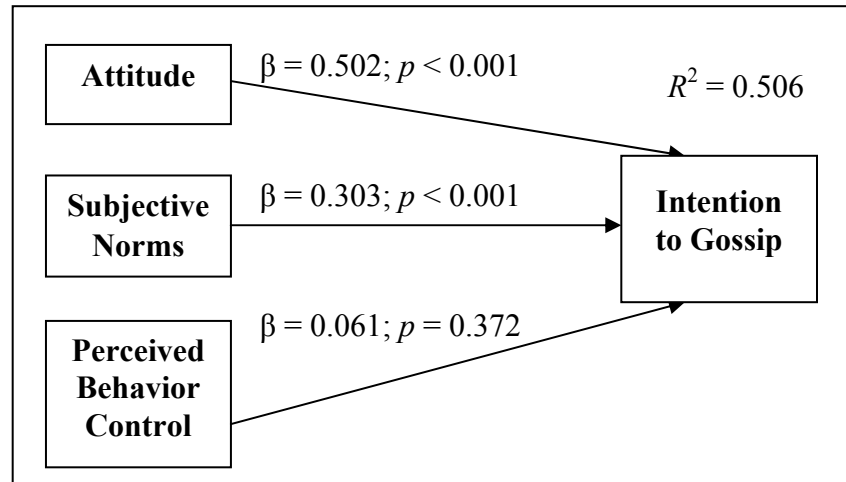 Attitude
β = 0.502; p < 0.001
R² = 0.506
Subjective
Norms
β = 0.303; p < 0.001
Intention
to Gossip
β = 0.061; p = 0.372
Perceived
Behavior
Control